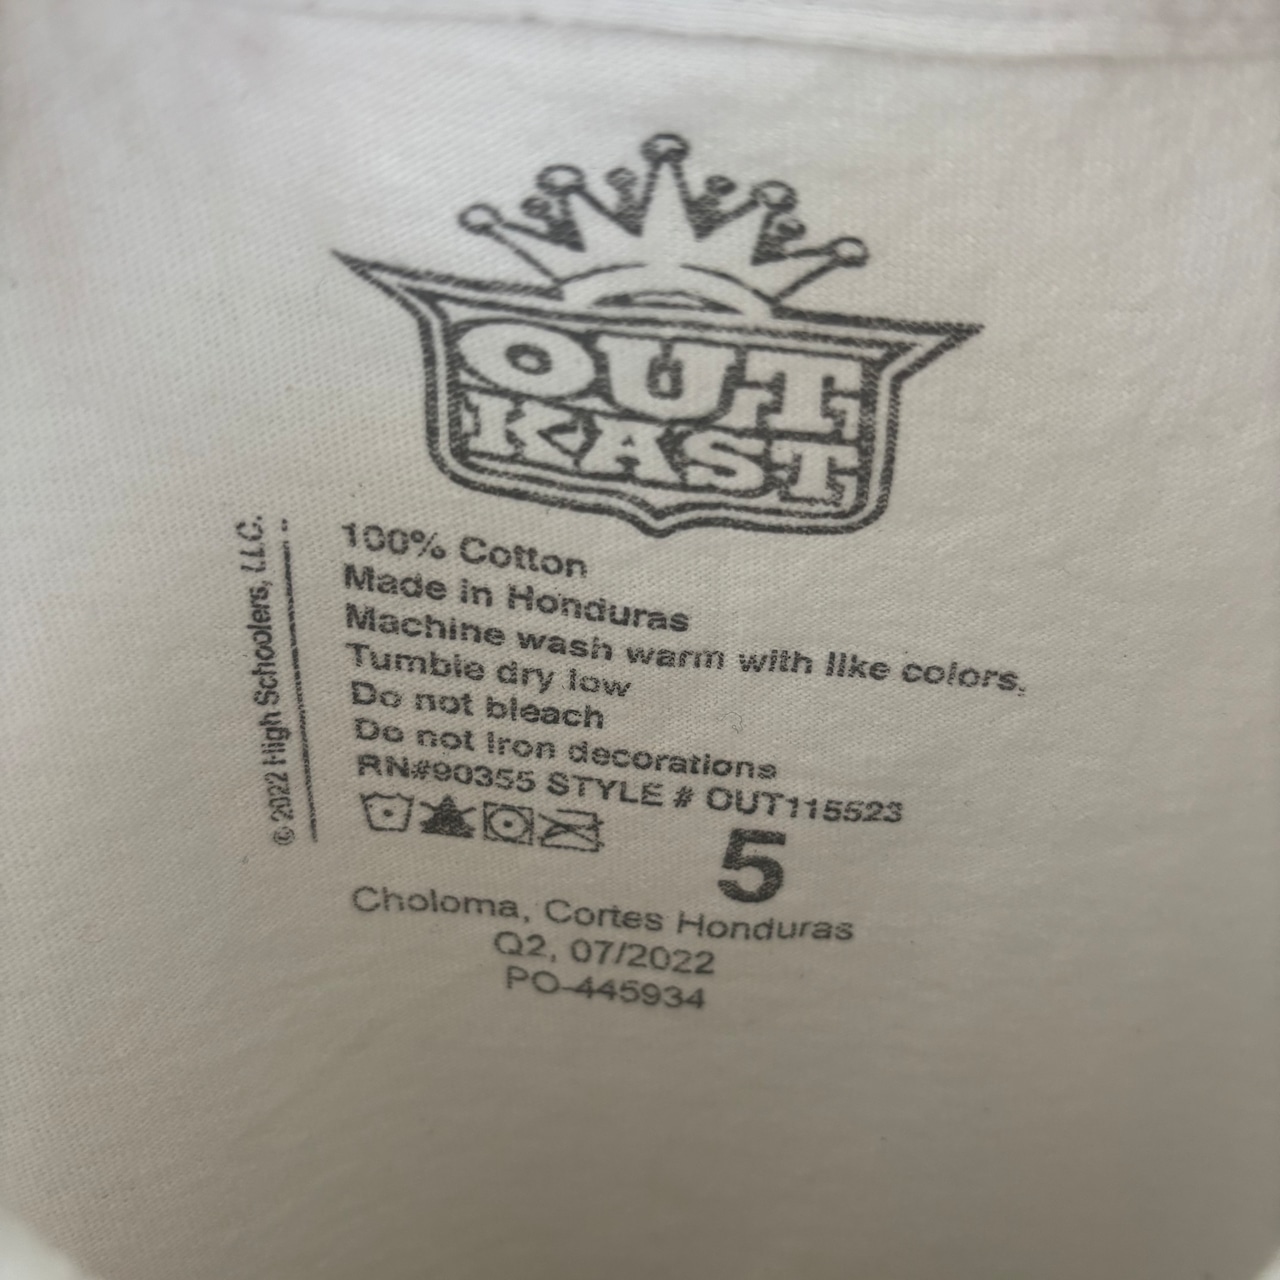 OUT
KAST
100% Cotton
Made in Honduras
Machine wash warm with like colors.
Tumble dry low
Do not bleach
Do not iron decorations
RN#90355 STYLE # OUT115523
5
Choloma, Cortes Honduras
Q2, 07/2022
PO-445934
© 2022 High Schoolers, LLC.